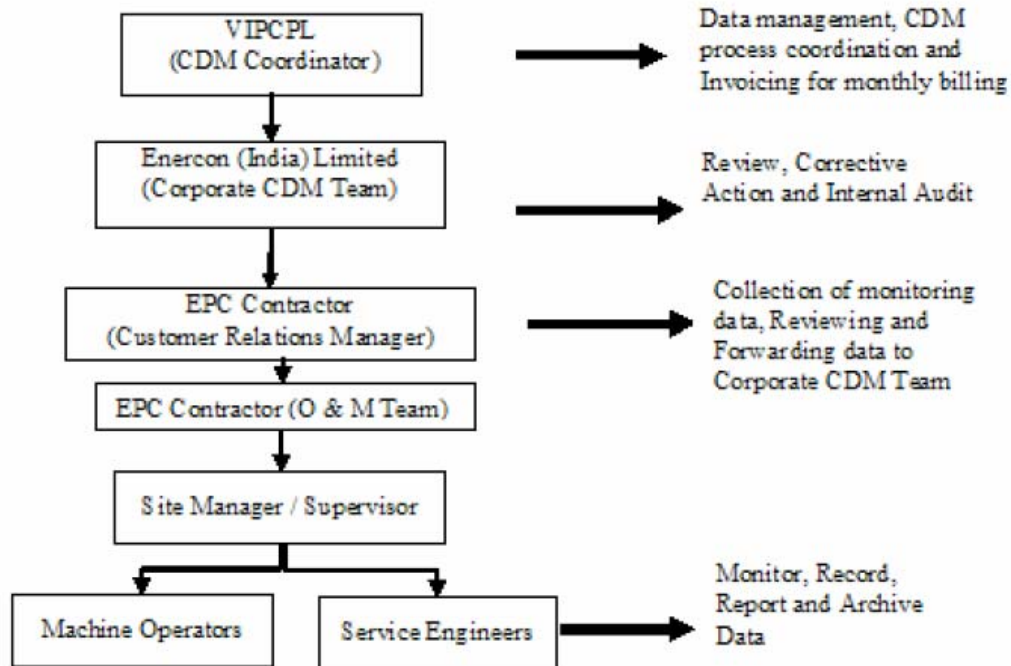 VIPCPL
(CDM Coordinator)
Data management, CDM
process coordination and
Invoicing for monthly billing
Enercon (India) Limited
(Corporate CDM Team)
Review, Corrective
Action and Internal Audit
EPC Contractor
(Customer Relations Manager)
Collection of monitoring
data, Reviewing and
Forwarding data to
Corporate CDM Team
EPC Contractor (O & M Team)
Site Manager / Supervisor
Machine Operators
Service Engineers
Monitor, Record,
Report and Archive
Data